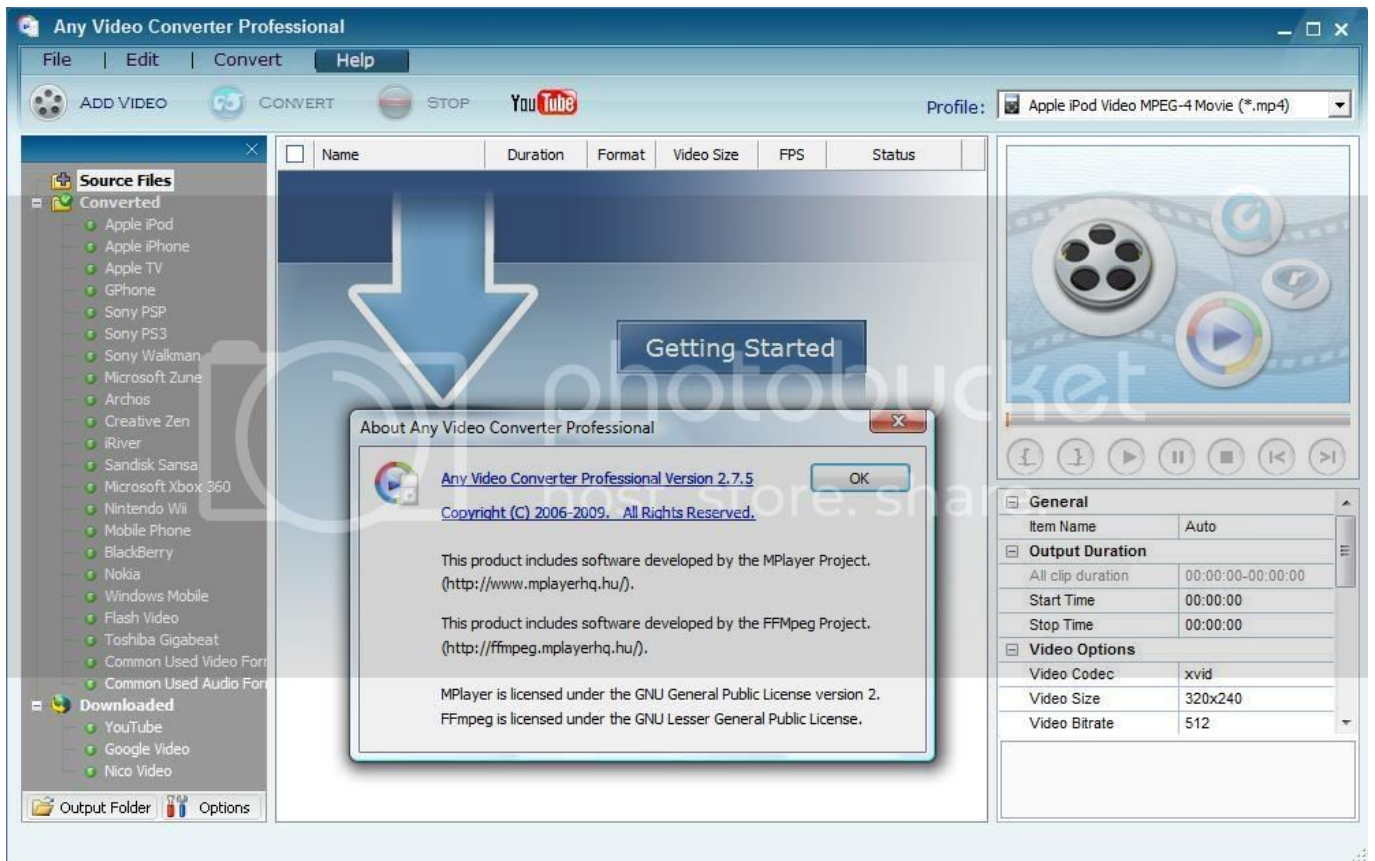 Any Video Converter Professional
File | Edit | Convert | Help
ADD VIDEO CONVERT STOP YouTube Profile: Apple iPod Video MPEG-4 Movie (*.mp4)
Name Duration Format Video Size FPS Status
Source Files
Converted
Apple iPod
Apple iPhone
Apple TV
GPhone
Sony PSP
Sony PS3
Sony Walkman
Microsoft Zune
Archos
Creative Zen
iRiver
Sandisk Sansa
Microsoft Xbox 360
Nintendo Wii
Mobile Phone
BlackBerry
Nokia
Windows Mobile
Flash Video
Toshiba Gigabeat
Common Used Video Forr
Common Used Audio Forr
Downloaded
YouTube
Google Video
Nico Video
Output Folder Options
Getting Started
photobucket
host. store. share.
About Any Video Converter Professional
Any Video Converter Professional Version 2.7.5
OK
Copyright (C) 2006-2009. All Rights Reserved.
This product includes software developed by the MPlayer Project.
(http://www.mplayerhq.hu/).
This product includes software developed by the FFMpeg Project.
(http://ffmpeg.mplayerhq.hu/).
MPlayer is licensed under the GNU General Public License version 2.
FFmpeg is licensed under the GNU Lesser General Public License.
General
Item Name Auto
Output Duration
All clip duration 00:00:00-00:00:00
Start Time 00:00:00
Stop Time 00:00:00
Video Options
Video Codec xvid
Video Size 320x240
Video Bitrate 512